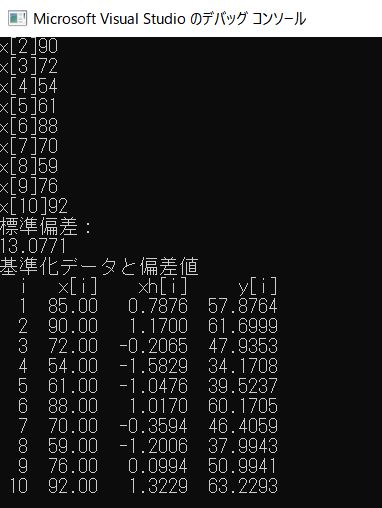 Microsoft Visual Studio のデバッグ コンソール
x[2]90
x[3]72
x[4]54
x[5]61
x[6]88
x[7]70
x[8]59
x[9]76
x[10]92
標準偏差：
13.0771
基準化データと偏差値
i x[i] xh[i] y[i]
1 85.00 0.7876 57.8764
2 90.00 1.1700 61.6999
3 72.00 -0.2065 47.9353
4 54.00 -1.5829 34.1708
5 61.00 -1.0476 39.5237
6 88.00 1.0170 60.1705
7 70.00 -0.3594 46.4059
8 59.00 -1.2006 37.9943
9 76.00 0.0994 50.9941
10 92.00 1.3229 63.2293